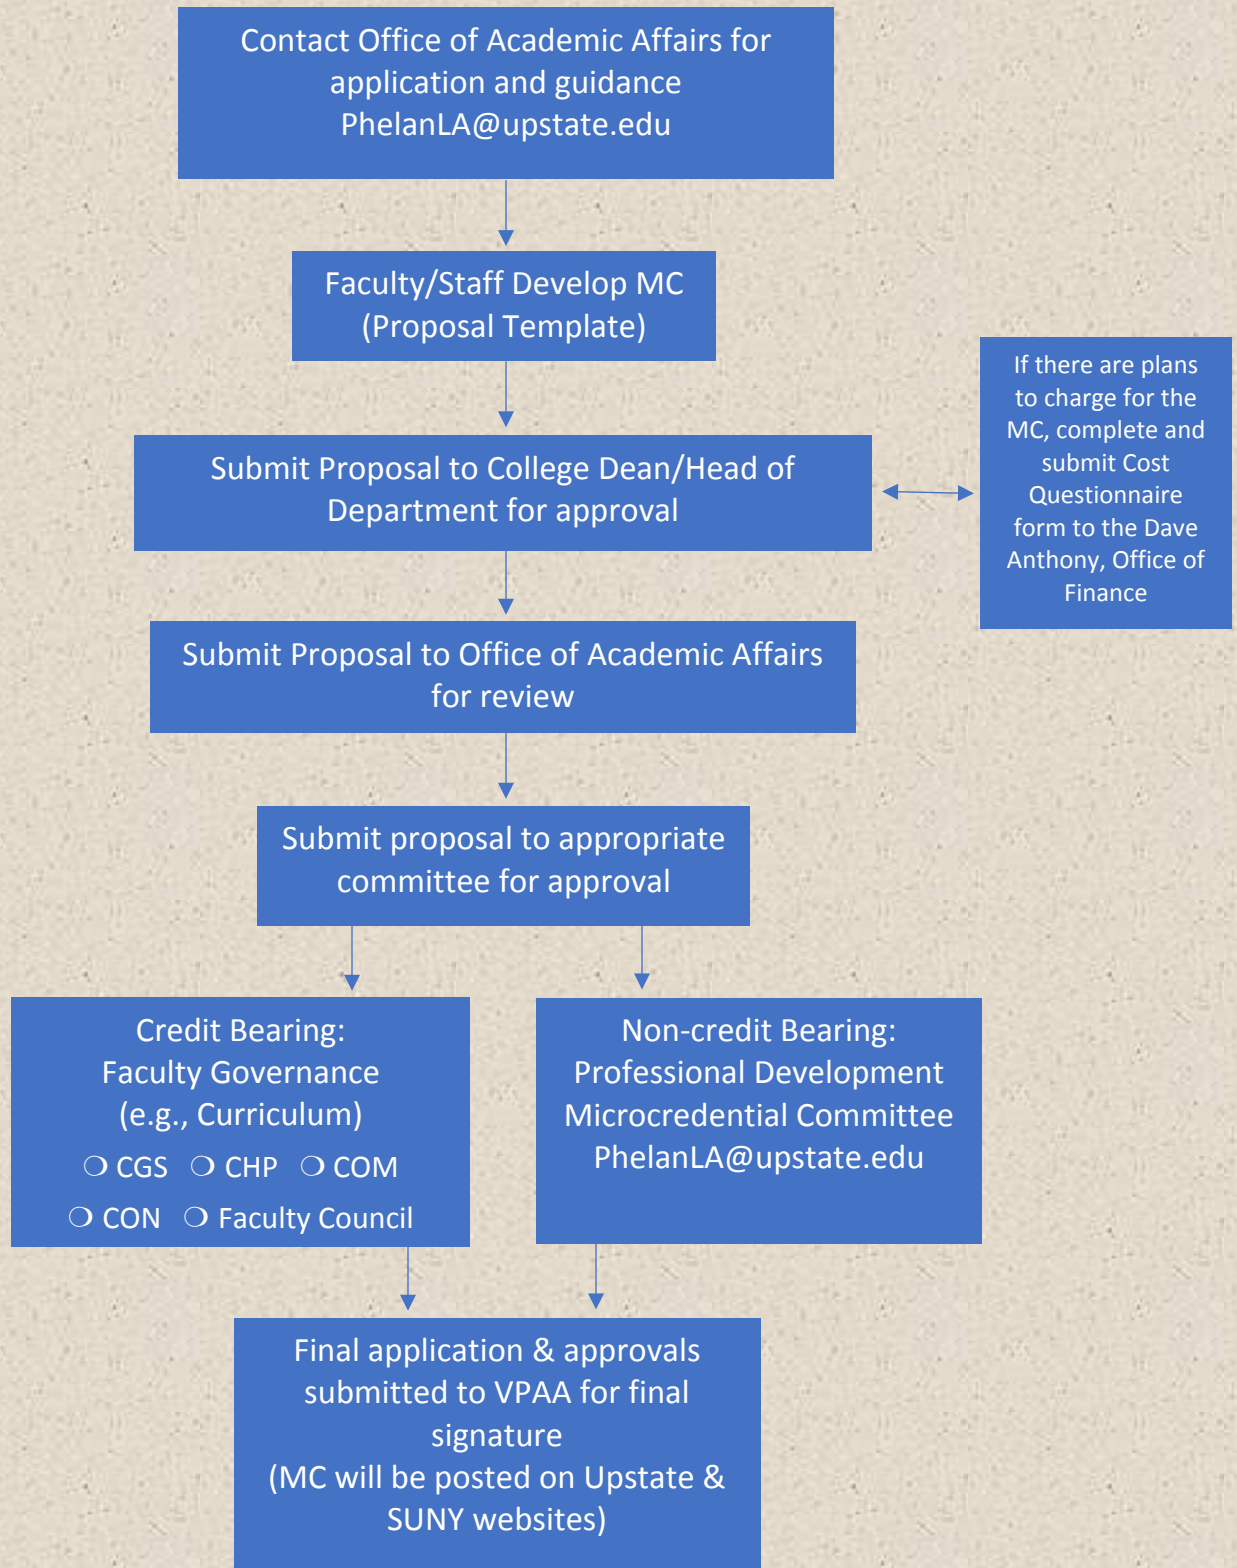 Contact Office of Academic Affairs for
application and guidance
PhelanLA@upstate.edu
Faculty/Staff Develop MC
(Proposal Template)
If there are plans
to charge for the
MC, complete and
submit Cost
Questionnaire
form to the Dave
Anthony, Office of
Finance
Submit Proposal to College Dean/Head of
Department for approval
Submit Proposal to Office of Academic Affairs
for review
Submit proposal to appropriate
committee for approval
Credit Bearing:
Faculty Governance
(e.g., Curriculum)
❍ CGS ❍ CHP ❍ COM
❍ CON ❍ Faculty Council
Non-credit Bearing:
Professional Development
Microcredential Committee
PhelanLA@upstate.edu
Final application & approvals
submitted to VPAA for final
signature
(MC will be posted on Upstate &
SUNY websites)